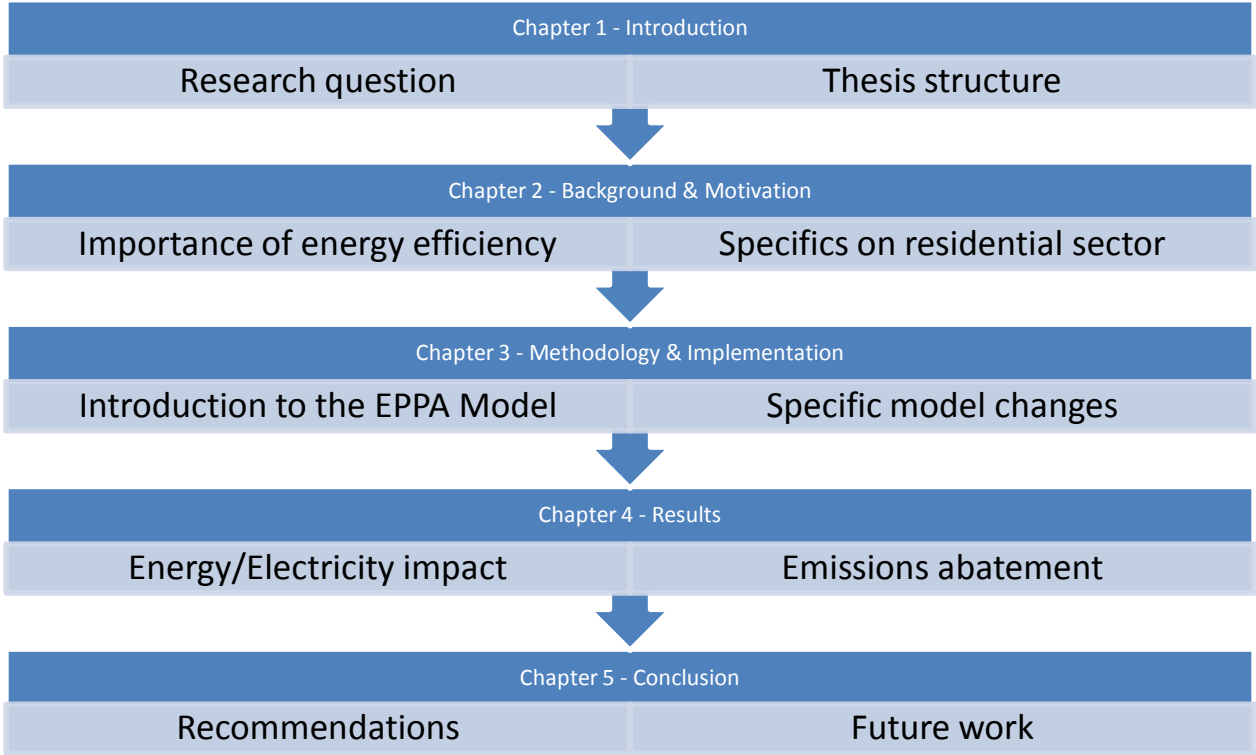 Chapter 1 - Introduction
Research question
Thesis structure
Chapter 2 - Background & Motivation
Importance of energy efficiency
Specifics on residential sector
Chapter 3 - Methodology & Implementation
Introduction to the EPPA Model
Specific model changes
Chapter 4 - Results
Energy/Electricity impact
Emissions abatement
Chapter 5 - Conclusion
Recommendations
Future work